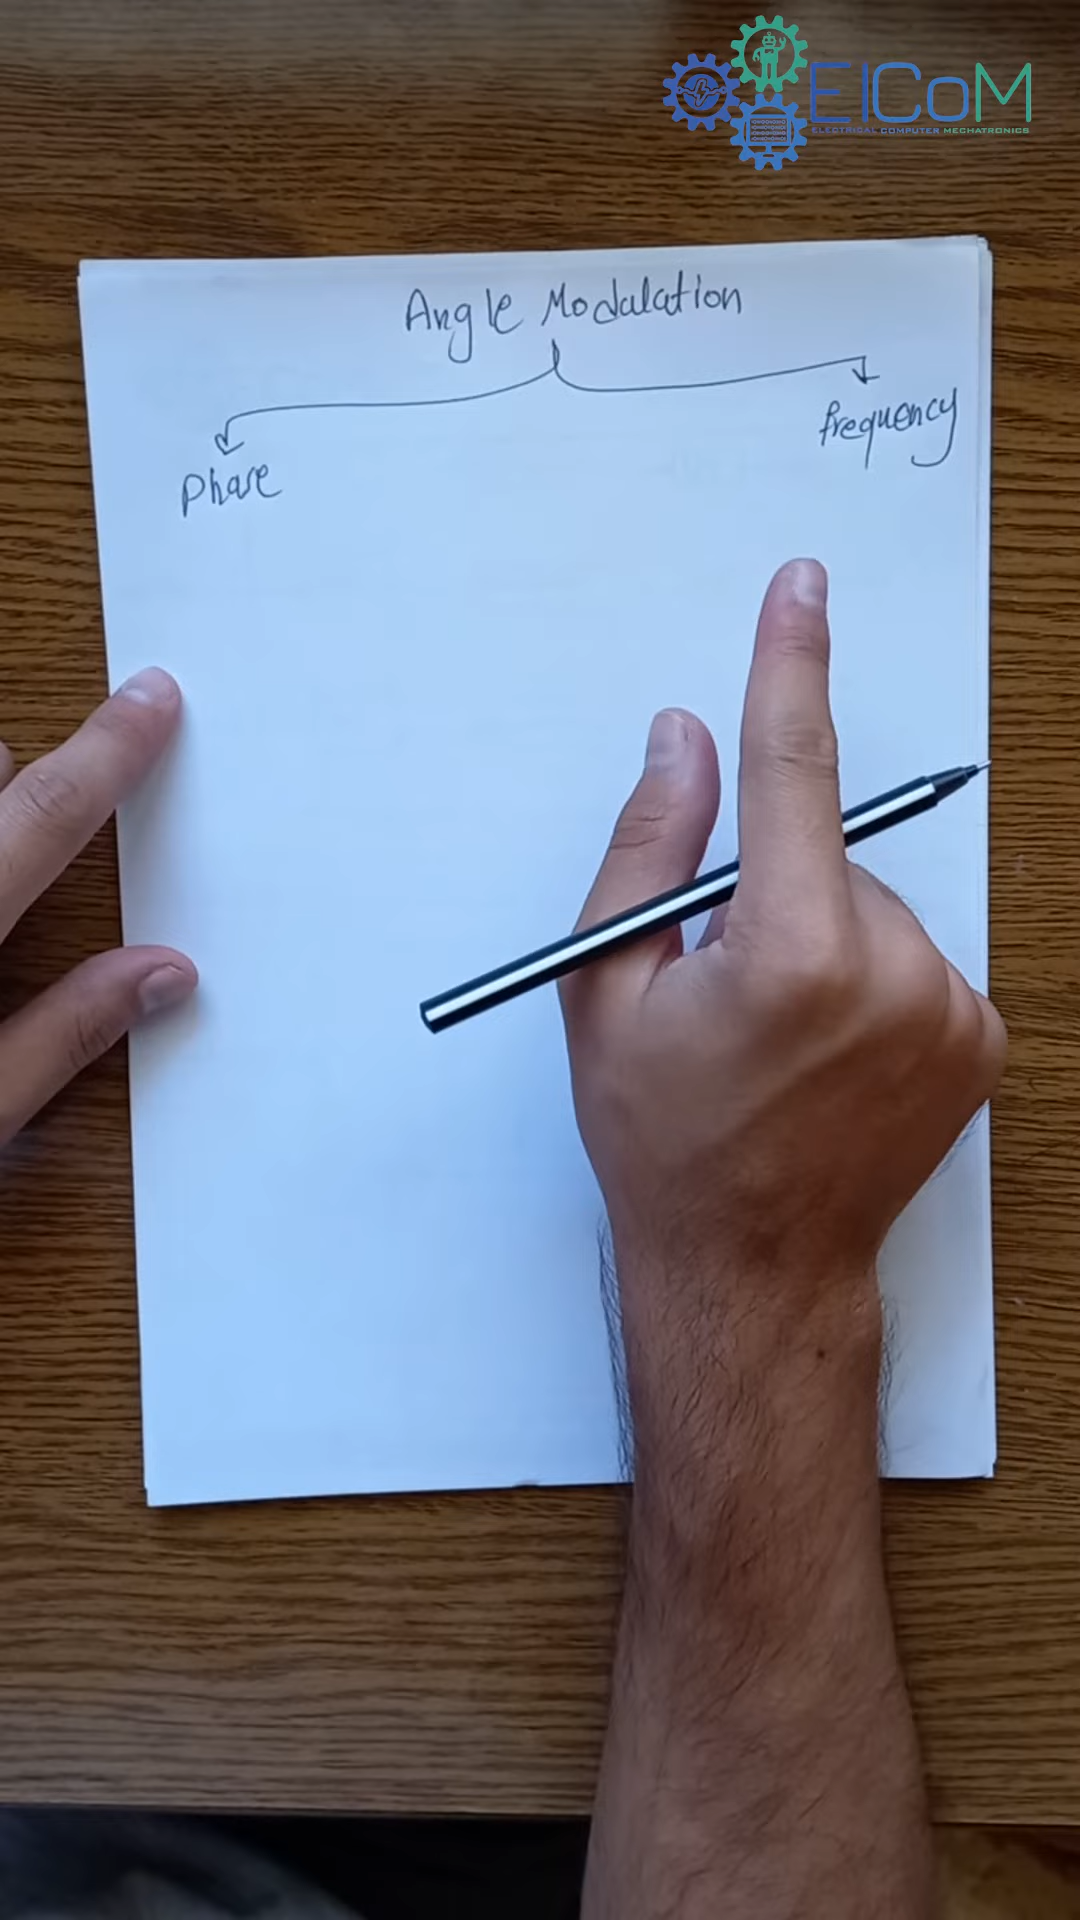 EICoM
ELECTRICAL COMPUTER MECHATRONICS
Angle Modulation
Phase
frequency